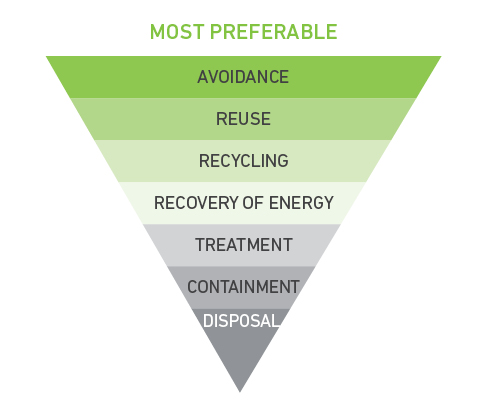 MOST PREFERABLE
AVOIDANCE
REUSE
RECYCLING
RECOVERY OF ENERGY
TREATMENT
CONTAINMENT
DISPOSAL